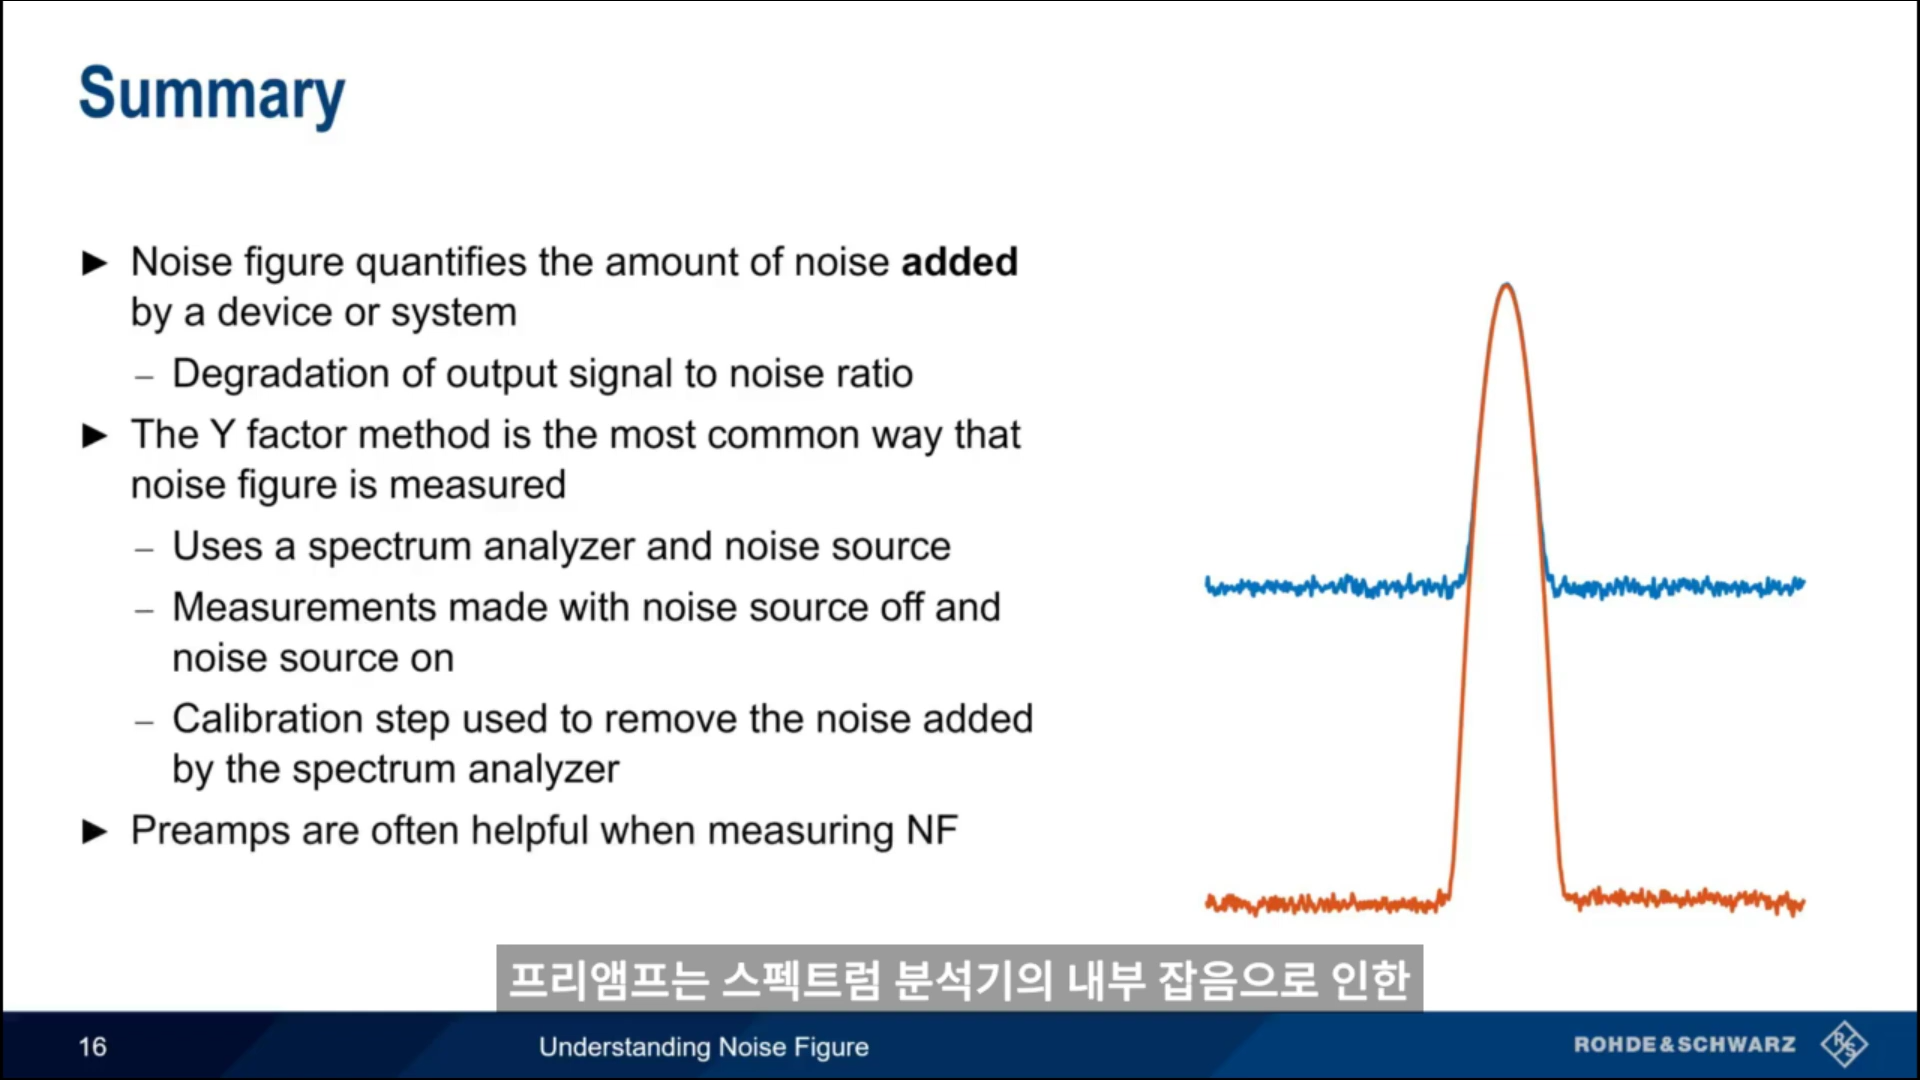 Summary
► Noise figure quantifies the amount of noise added
by a device or system
– Degradation of output signal to noise ratio
► The Y factor method is the most common way that
noise figure is measured
– Uses a spectrum analyzer and noise source
– Measurements made with noise source off and
noise source on
– Calibration step used to remove the noise added
by the spectrum analyzer
► Preamps are often helpful when measuring NF
프리앰프는 스펙트럼 분석기의 내부 잡음으로 인한
16
Understanding Noise Figure
ROHDE&SCHWARZ
R/S